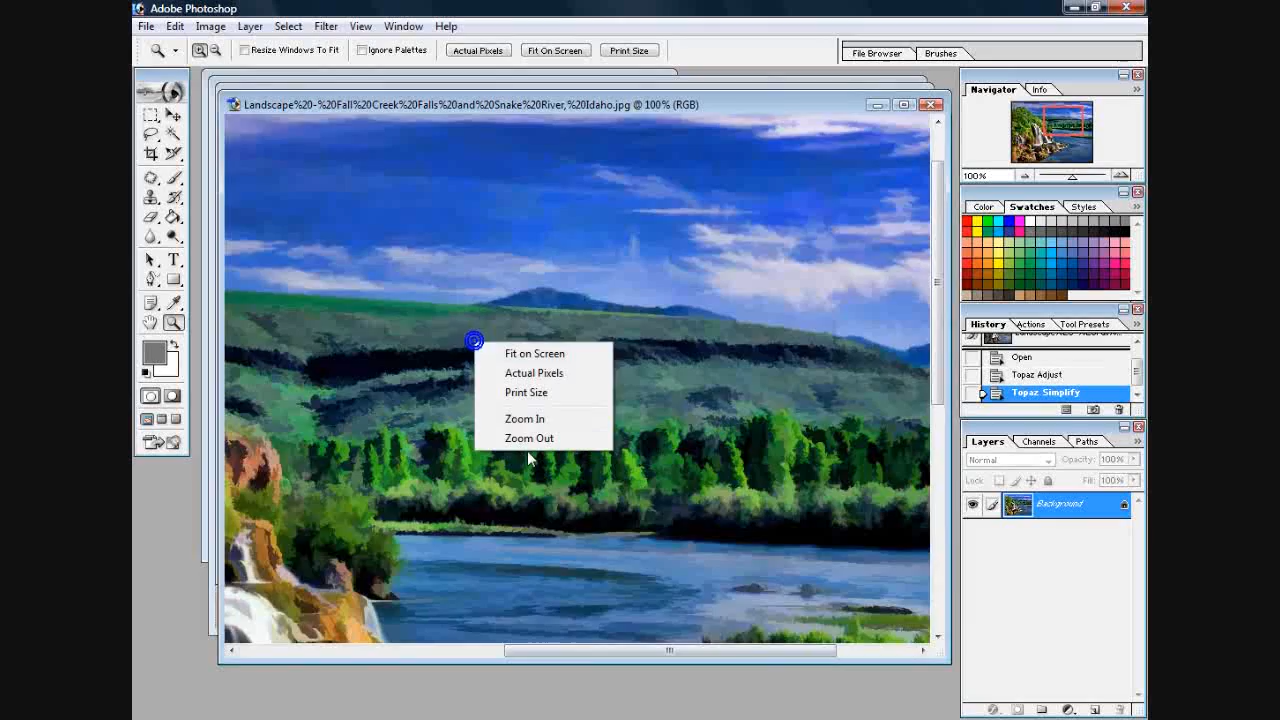 Adobe Photoshop
File Edit Image Layer Select Filter View Window Help
Resize Windows To Fit Ignore Palettes Actual Pixels Fit On Screen Print Size File Browser Brushes
Landscape%20-%20Fall%20Creek%20Falls%20and%20Snake%20River,%20Idaho.jpg @ 100% (RGB)
Fit on Screen
Actual Pixels
Print Size
Zoom In
Zoom Out
Navigator Info
100%
Color Swatches Styles
History Actions Tool Presets
Open
Topaz Adjust
Topaz Simplify
Layers Channels Paths
Normal Opacity: 100%
Lock: Fill: 100%
Background